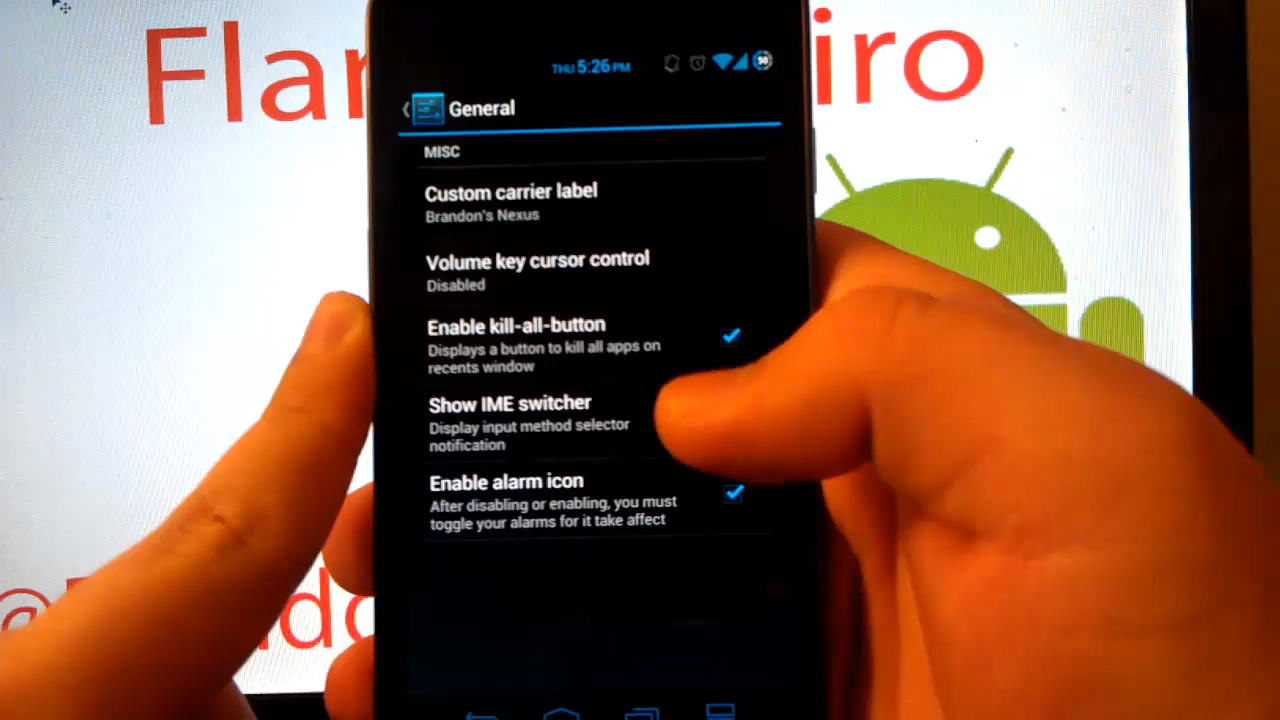 Fla
iro
THU 5:26 PM
50
General
MISC
Custom carrier label
Brandon's Nexus
Volume key cursor control
Disabled
Enable kill-all-button
Displays a button to kill all apps on
recents window
Show IME switcher
Display input method selector
notification
Enable alarm icon
After disabling or enabling, you must
toggle your alarms for it take affect
@
do